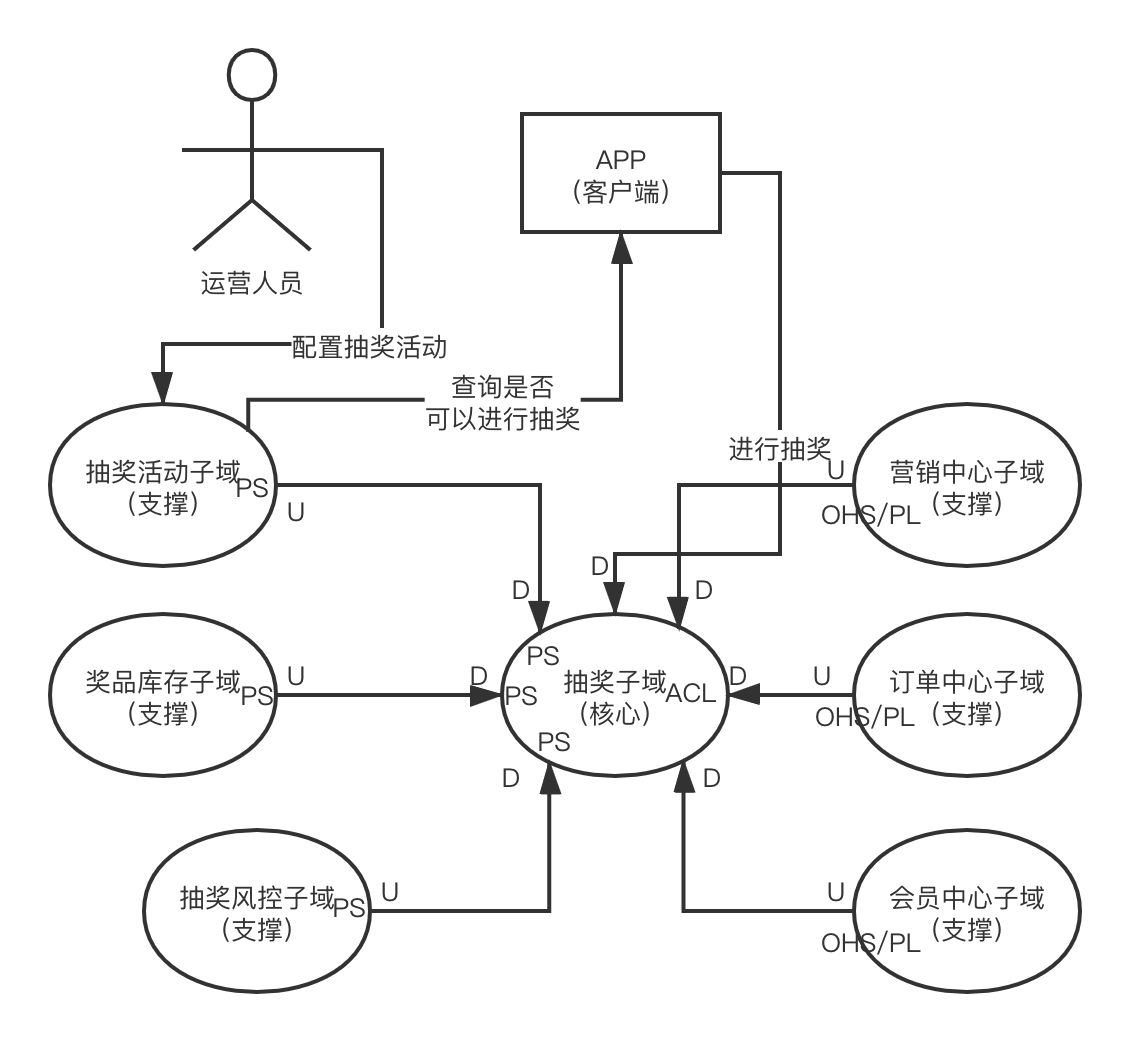 APP
(客户端)
运营人员
配置抽奖活动
查询是否
可以进行抽奖
进行抽奖
抽奖活动子域
(支撑)
PS
U
U
营销中心子域
(支撑)
OHS/PL
D
D
D
PS
奖品库存子域
(支撑)
PS
U
D
PS
抽奖子域
(核心)
ACL
D
U
订单中心子域
(支撑)
OHS/PL
PS
D
D
抽奖风控子域
(支撑)
PS
U
U
会员中心子域
(支撑)
OHS/PL